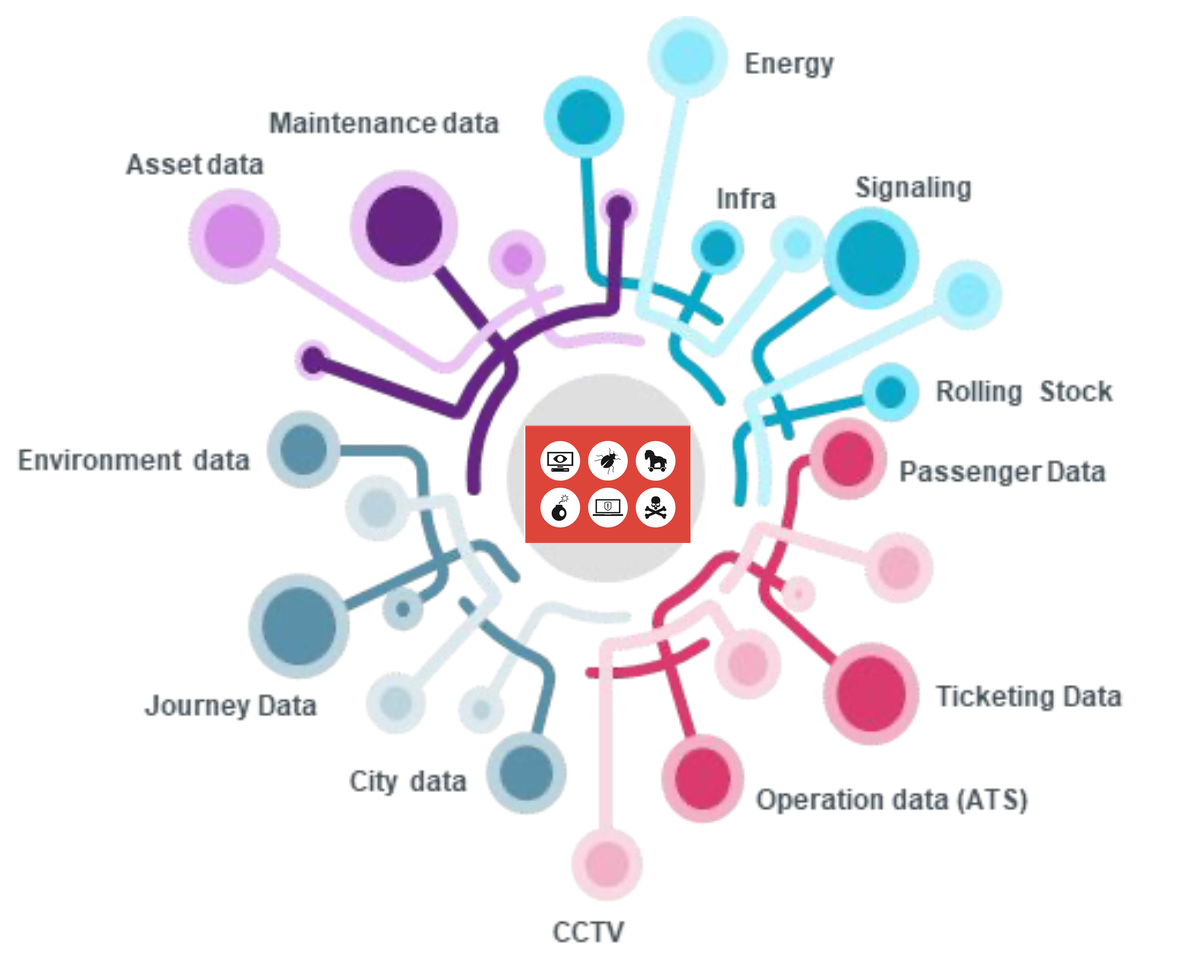 Energy
Maintenance data
Asset data
Signaling
Infra
Rolling Stock
Environment data
Passenger Data
Ticketing Data
Journey Data
City data
Operation data (ATS)
CCTV